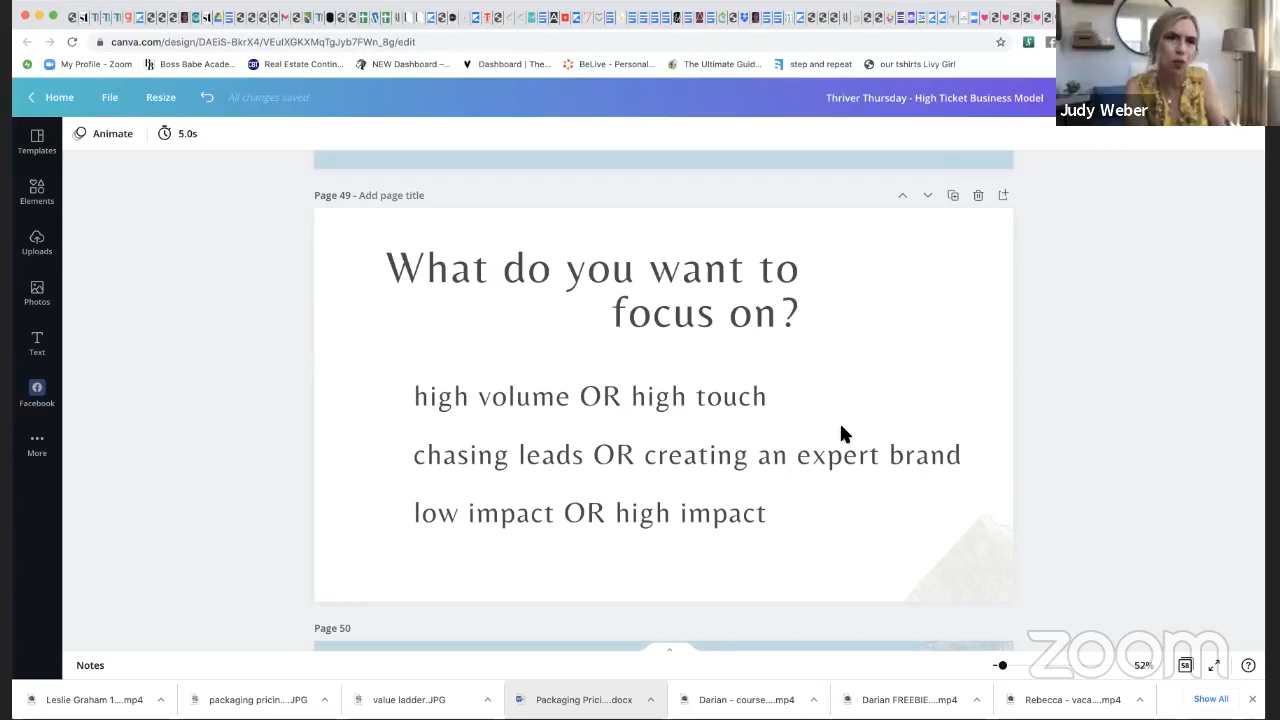 canva.com/design/DAEiS-BkrX4/VEuIXGKXMqTgJybZPWn_8g/edit
My Profile - Zoom
Boss Babe Acade...
Real Estate Contin...
NEW Dashboard –...
Dashboard | The...
BeLive - Personal...
The Ultimate Guid...
step and repeat
our tshirts Livy Girl
Judy Weber
Home
File
Resize
All changes saved
Thriver Thursday - High Ticket Business Model
Animate
5.0s
Templates
Elements
Uploads
Photos
Text
Facebook
More
Page 49 - Add page title
What do you want to
focus on?
high volume OR high touch
chasing leads OR creating an expert brand
low impact OR high impact
Page 50
zoom
Notes
52%
58
Leslie Graham 1....mp4
packaging pricin....JPG
value ladder.JPG
Packaging Prici....docx
Darian - course....mp4
Darian FREEBIE....mp4
Rebecca - vaca....mp4
Show All